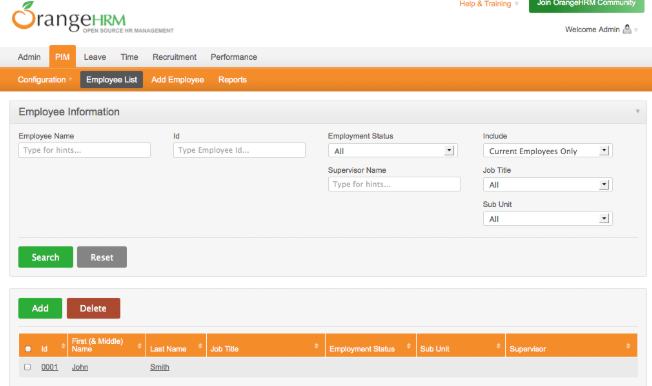 Help & Training
Join OrangeHRM Community
OrangeHRM
OPEN SOURCE HR MANAGEMENT
Welcome Admin
Admin PIM Leave Time Recruitment Performance
Configuration Employee List Add Employee Reports
Employee Information
Employee Name Id Employment Status Include
Type for hints... Type Employee Id... All Current Employees Only
Supervisor Name Job Title
Type for hints... All
Sub Unit
All
Search Reset
Add Delete
Id First (& Middle) Name Last Name Job Title Employment Status Sub Unit Supervisor
0001 John Smith